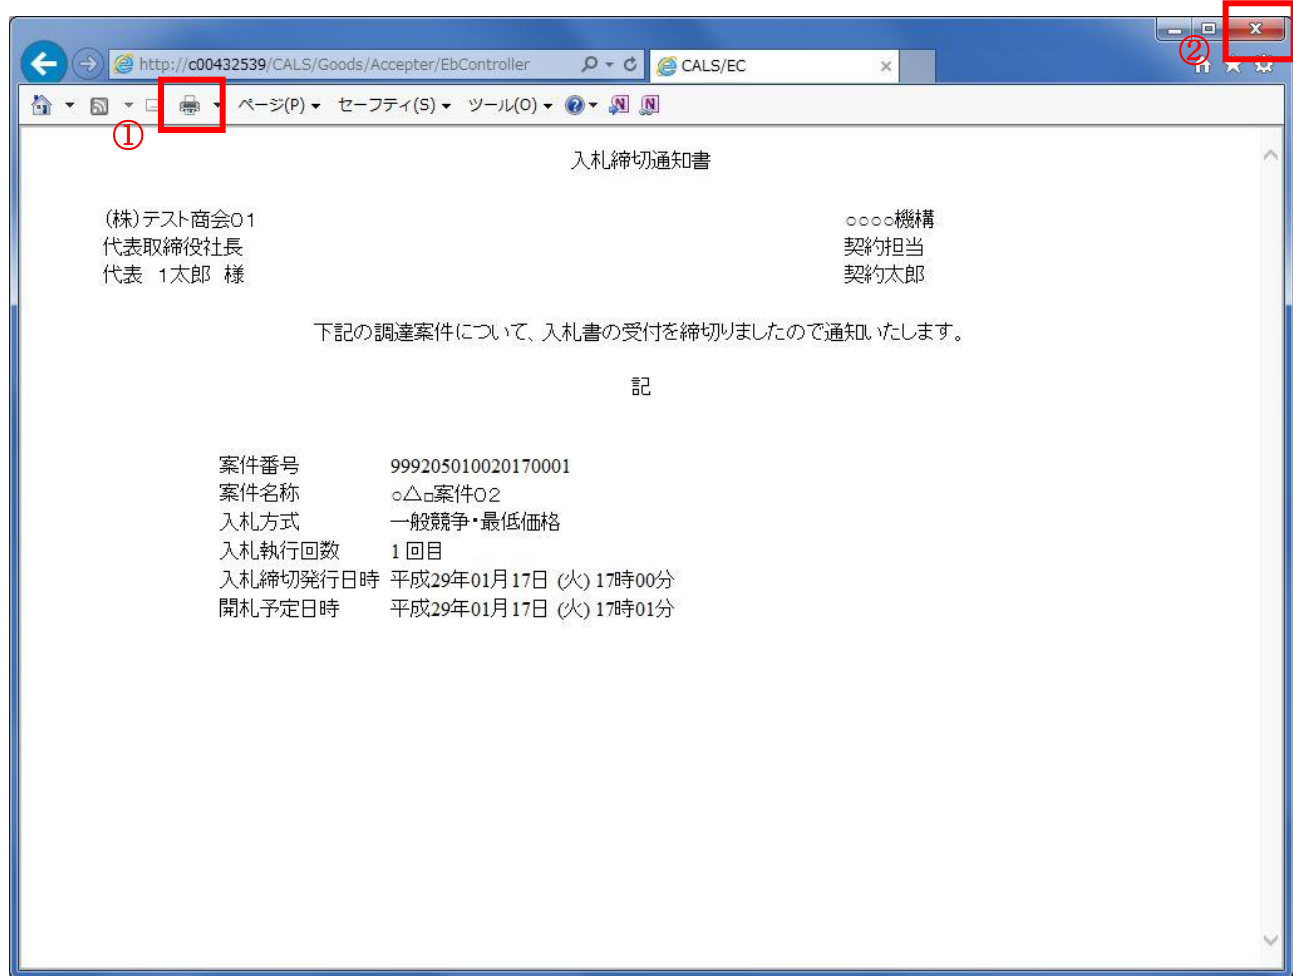 ②
http://c00432539/CALS/Goods/Accepter/EbController
CALS/EC
ページ(P) セーフティ(S) ツール(O)
①
入札締切通知書
(株)テスト商会01 ○○○○機構
代表取締役社長 契約担当
代表 1太郎 様 契約太郎
下記の調達案件について、入札書の受付を締切りましたので通知いたします。
記
案件番号 999205010020170001
案件名称 ○△□案件02
入札方式 一般競争・最低価格
入札執行回数 1回目
入札締切発行日時 平成29年01月17日 (火) 17時00分
開札予定日時 平成29年01月17日 (火) 17時01分